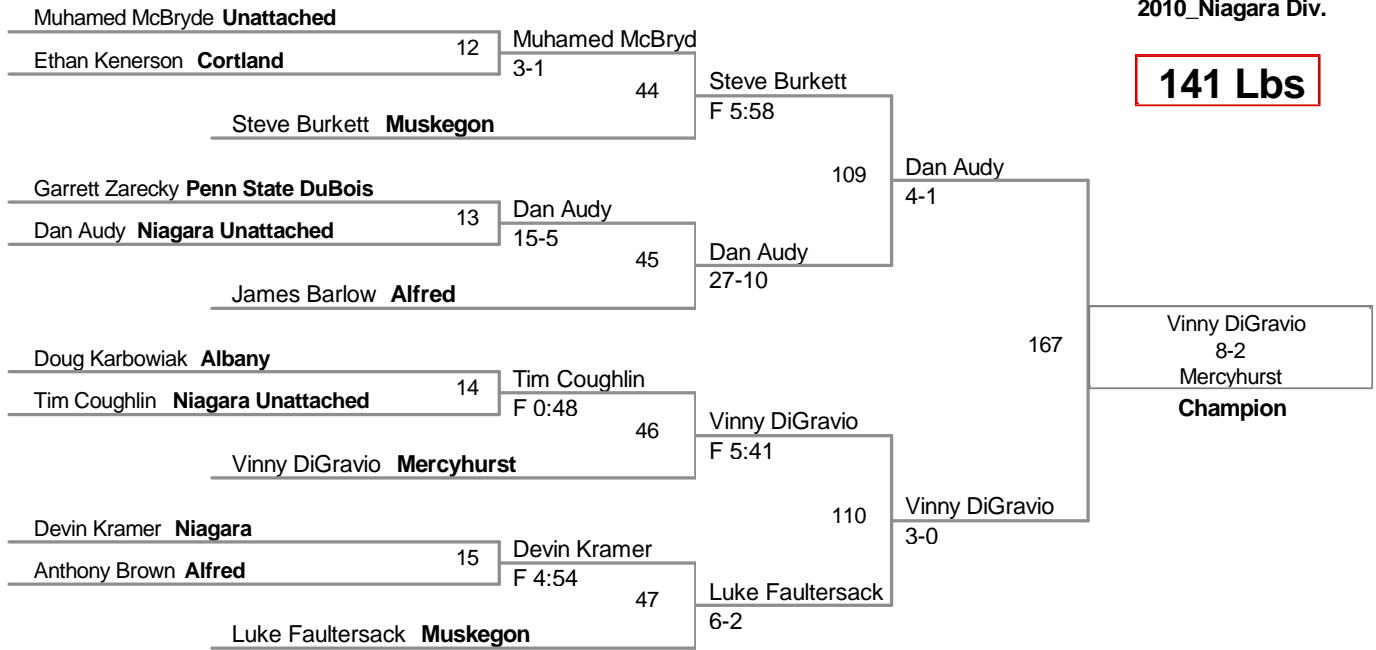 2010_Niagara Div.
141 Lbs
Muhamed McBryde Unattached
12
Ethan Kenerson Cortland
Muhamed McBryd
3-1
44
Steve Burkett Muskegon
Steve Burkett
F 5:58
109
Garrett Zarecky Penn State DuBois
13
Dan Audy Niagara Unattached
Dan Audy
15-5
45
James Barlow Alfred
Dan Audy
27-10
Dan Audy
4-1
167
Doug Karbowiak Albany
14
Tim Coughlin Niagara Unattached
Tim Coughlin
F 0:48
46
Vinny DiGravio Mercyhurst
Vinny DiGravio
F 5:41
110
Devin Kramer Niagara
15
Anthony Brown Alfred
Devin Kramer
F 4:54
47
Luke Faultersack Muskegon
Luke Faultersack
6-2
Vinny DiGravio
3-0
Vinny DiGravio
8-2
Mercyhurst
Champion